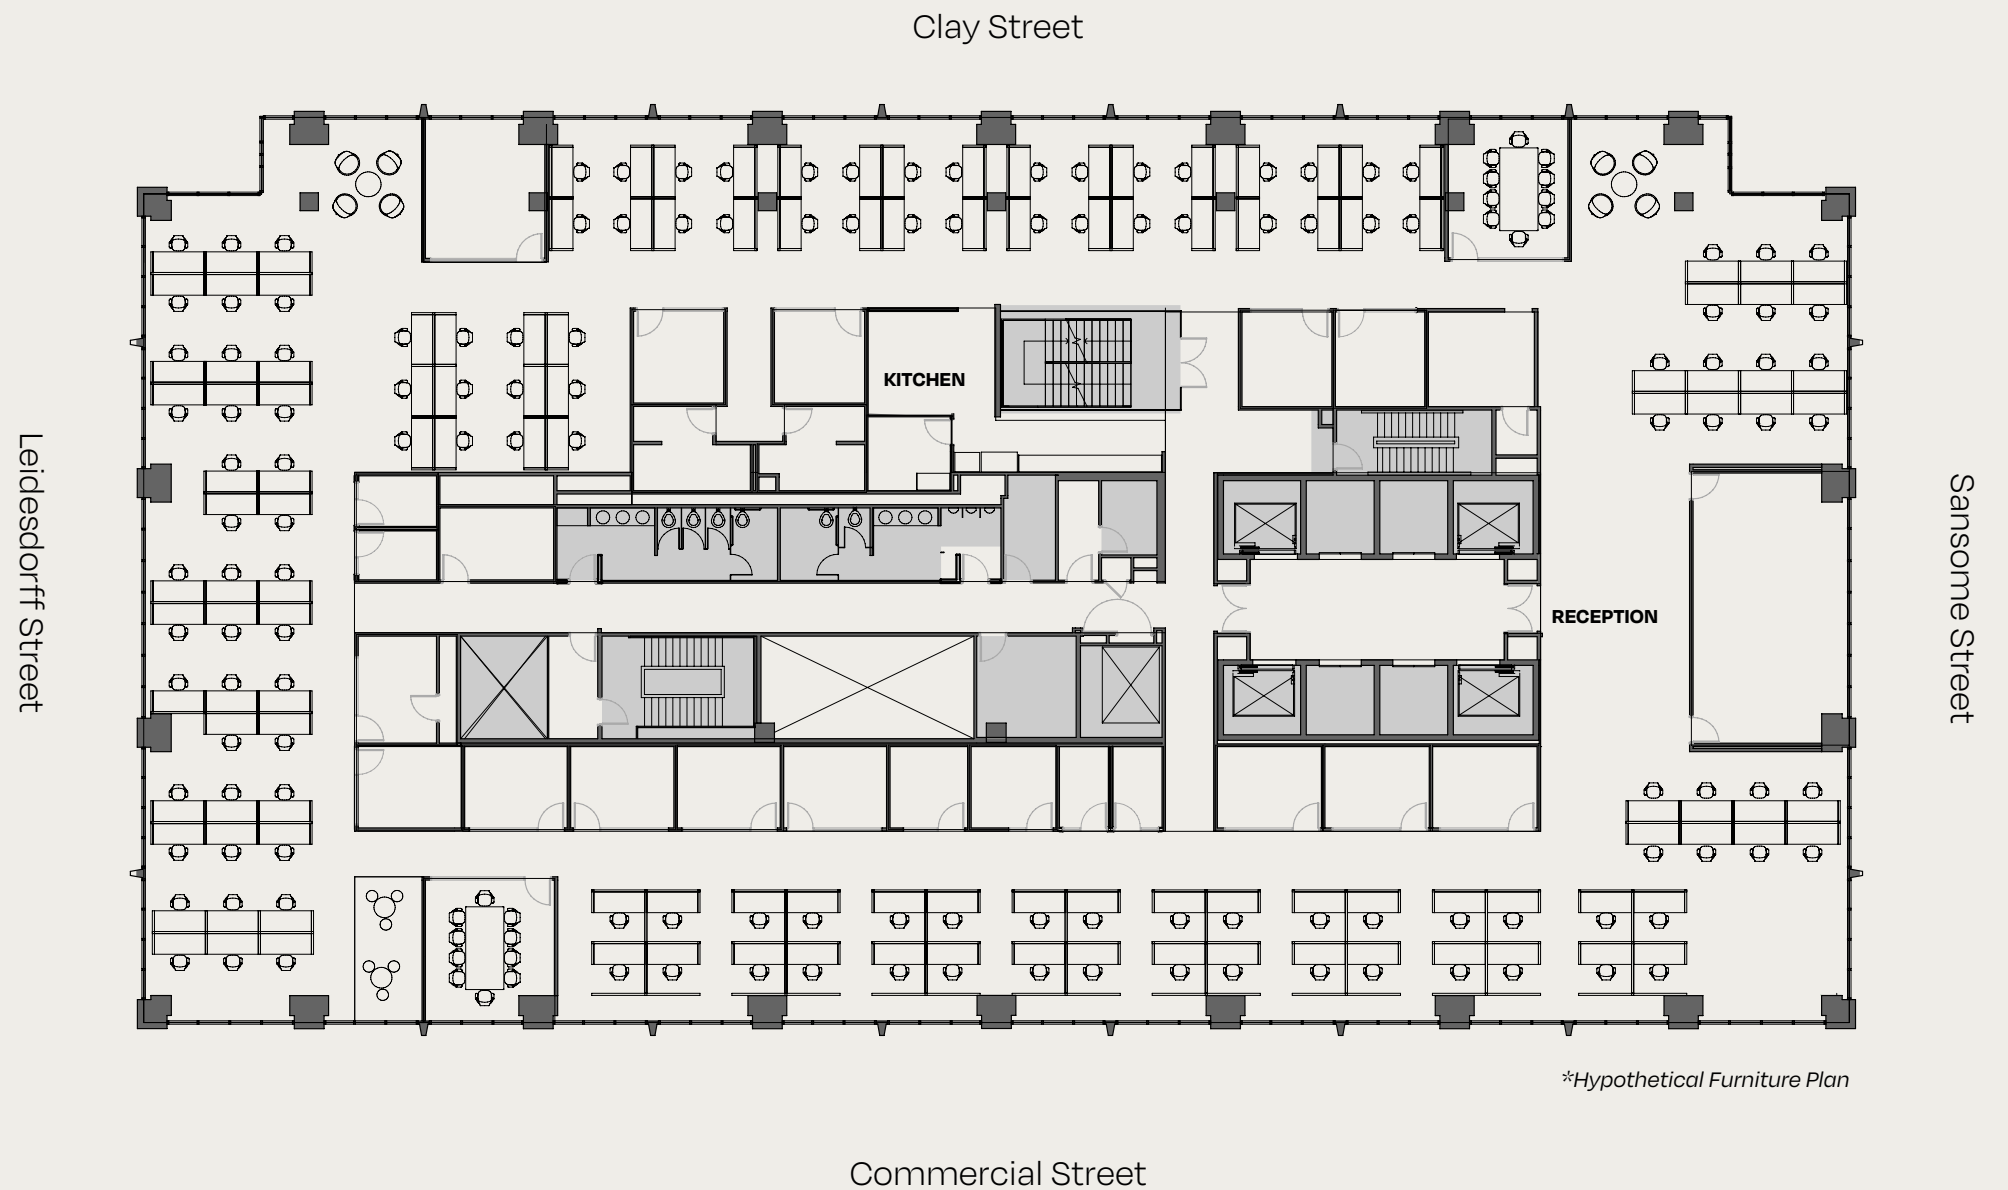 Clay Street
KITCHEN
Leidesdorff Street
Sansome Street
RECEPTION
*Hypothetical Furniture Plan
Commercial Street